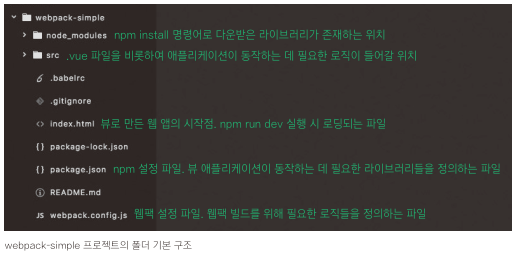 webpack-simple
node_modules npm install 명령어로 다운받은 라이브러리가 존재하는 위치
src .vue 파일을 비롯하여 애플리케이션이 동작하는 데 필요한 로직이 들어갈 위치
.babelrc
.gitignore
index.html 뷰로 만든 웹 앱의 시작점. npm run dev 실행 시 로딩되는 파일
package-lock.json
package.json npm 설정 파일. 뷰 애플리케이션이 동작하는 데 필요한 라이브러리들을 정의하는 파일
README.md
JS webpack.config.js 웹팩 설정 파일. 웹팩 빌드를 위해 필요한 로직들을 정의하는 파일
webpack-simple 프로젝트의 폴더 기본 구조